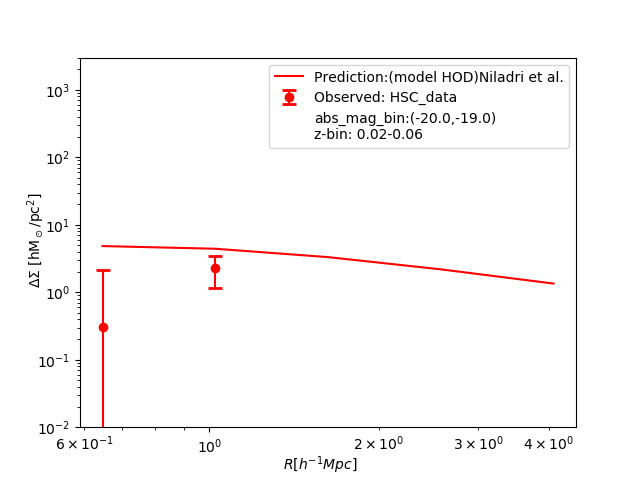 Prediction:(model HOD)Niladri et al.
Observed: HSC_data
abs_mag_bin:(-20.0,-19.0)
z-bin: 0.02-0.06
ΔΣ [hM⊙/pc²]
10³
10²
10¹
10⁰
10⁻¹
10⁻²
6 × 10⁻¹
10⁰
2 × 10⁰
3 × 10⁰
4 × 10⁰
R[h⁻¹Mpc]